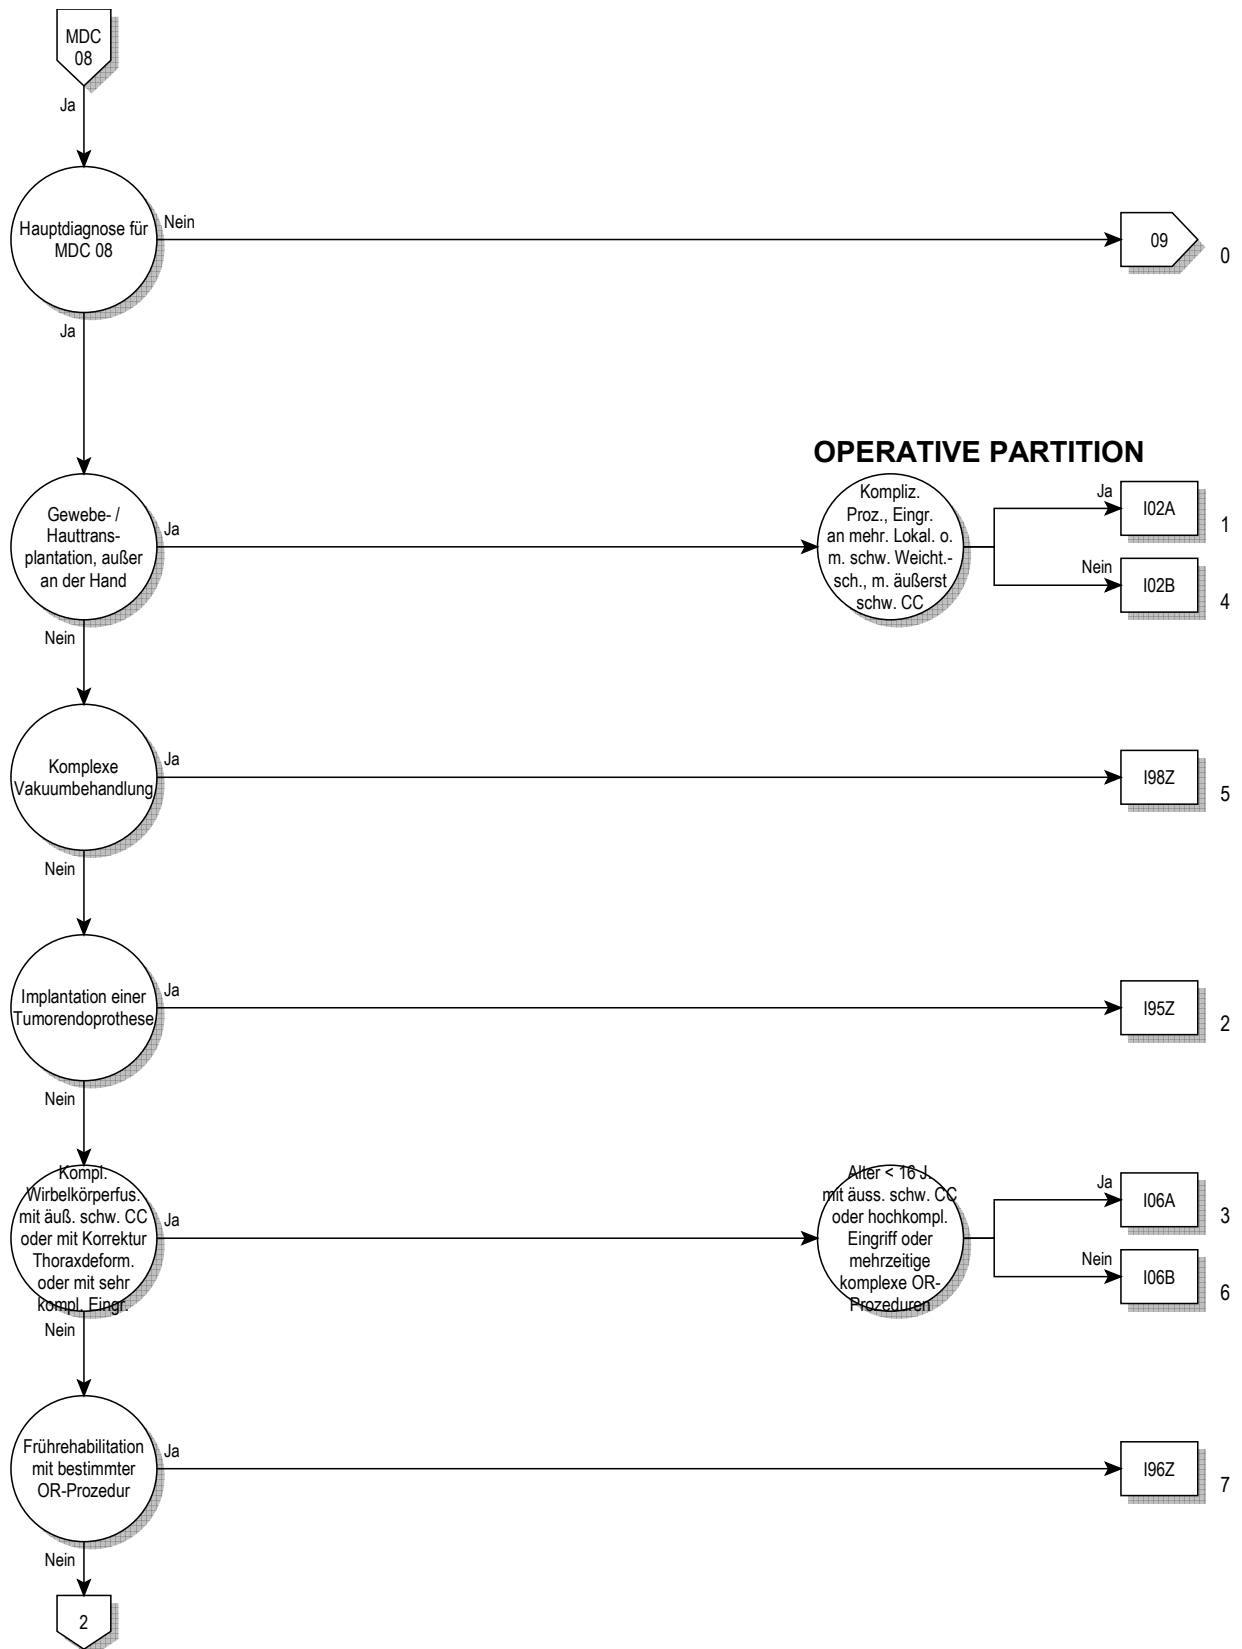 MDC
08
Ja
Hauptdiagnose für
MDC 08
Nein
09
0
Ja
OPERATIVE PARTITION
Gewebe- /
Hauttrans-
plantation, außer
an der Hand
Ja
Kompliz.
Proz., Eingr.
an mehr. Lokal. o.
m. schw. Weicht.-
sch., m. äußerst
schw. CC
Ja
I02A
1
Nein
I02B
4
Nein
Komplexe
Vakuumbehandlung
Ja
I98Z
5
Nein
Implantation einer
Tumorendoprothese
Ja
I95Z
2
Nein
Kompl.
Wirbelkörperfus.
mit äuß. schw. CC
oder mit Korrektur
Thoraxdeform.
oder mit sehr
kompl. Eingr.
Ja
Alter < 16 J.
mit äuss. schw. CC
oder hochkompl.
Eingriff oder
mehrzeitige
komplexe OR-
Prozeduren
Ja
I06A
3
Nein
I06B
6
Nein
Frührehabilitation
mit bestimmter
OR-Prozedur
Ja
I96Z
7
Nein
2